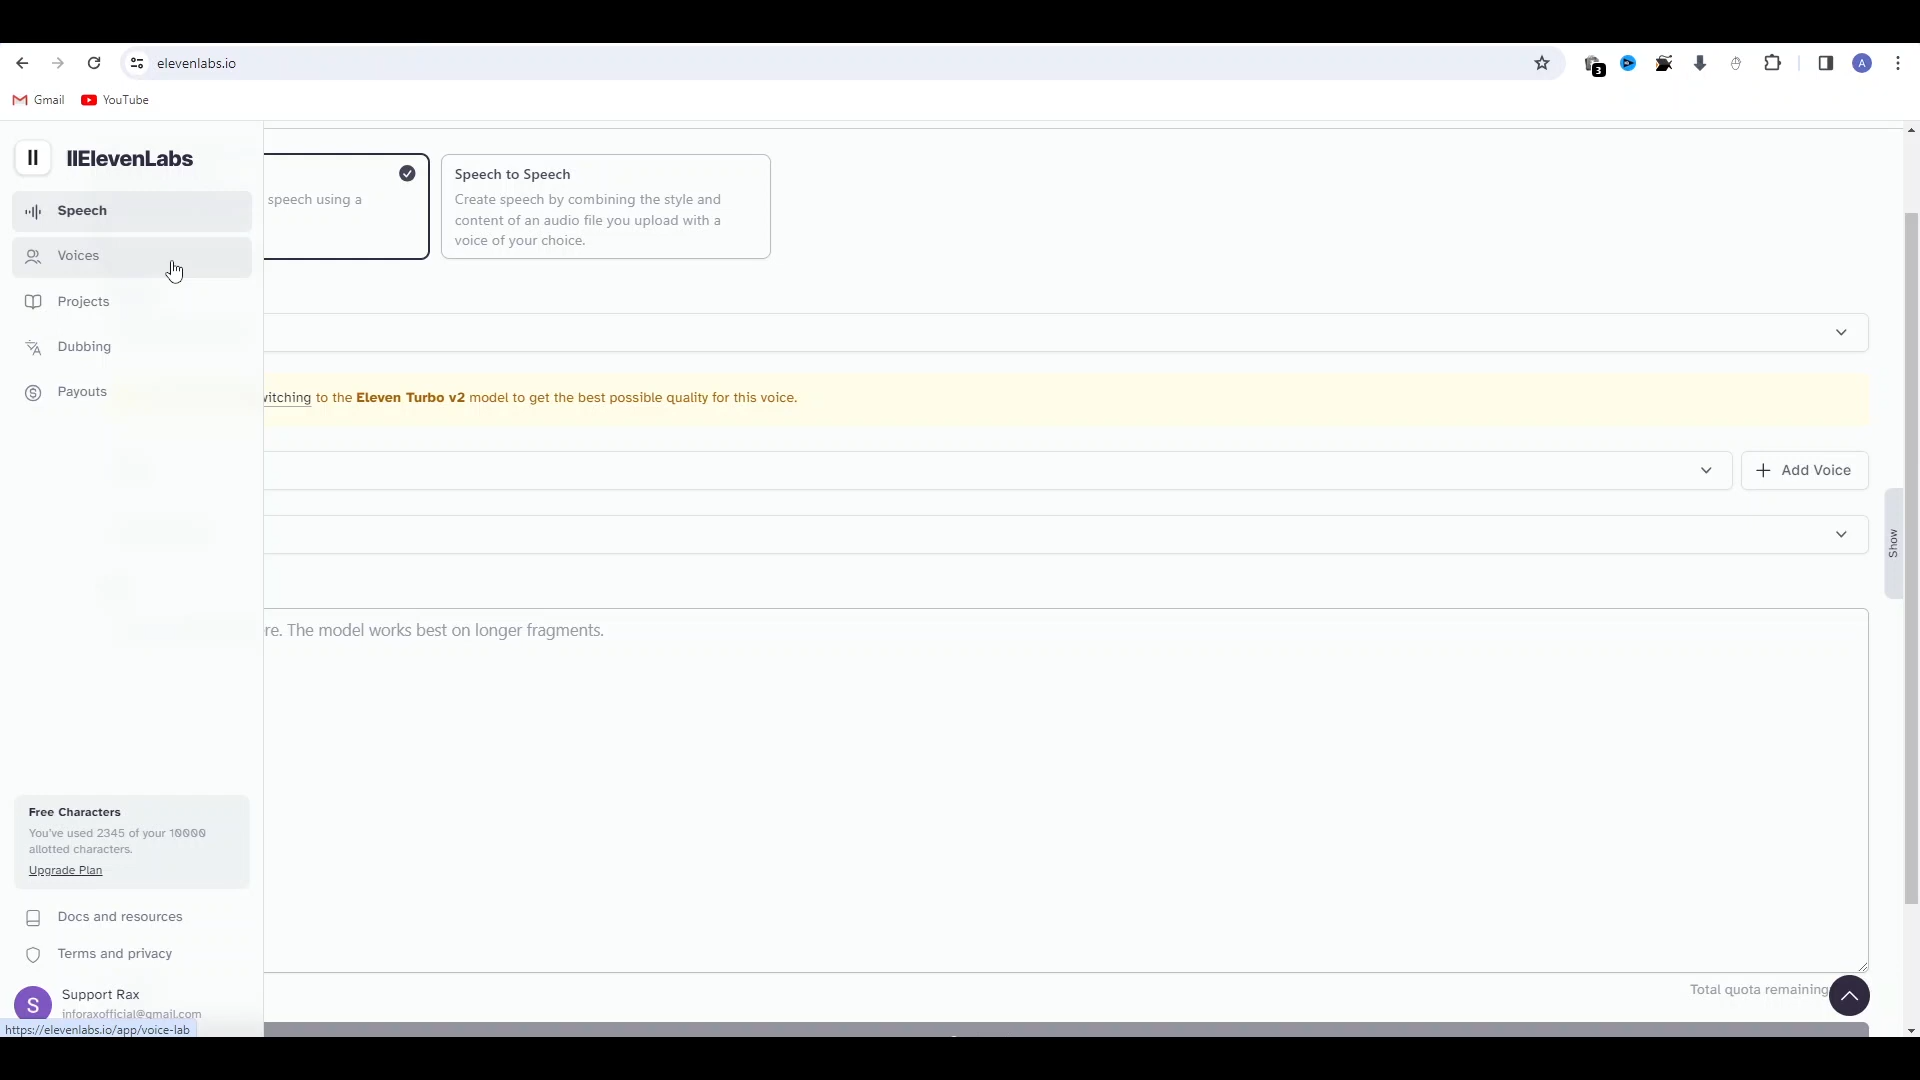 elevenlabs.io
3
A
Gmail
YouTube
IIElevenLabs
Speech
Voices
Projects
Dubbing
Payouts
speech using a
Speech to Speech
Create speech by combining the style and
content of an audio file you upload with a
voice of your choice.
witching to the Eleven Turbo v2 model to get the best possible quality for this voice.
Add Voice
Show
re. The model works best on longer fragments.
Free Characters
You've used 2345 of your 10000
allotted characters.
Upgrade Plan
Docs and resources
Terms and privacy
S
Support Rax
inforaxofficial@gmail.com
Total quota remaining
https://elevenlabs.io/app/voice-lab